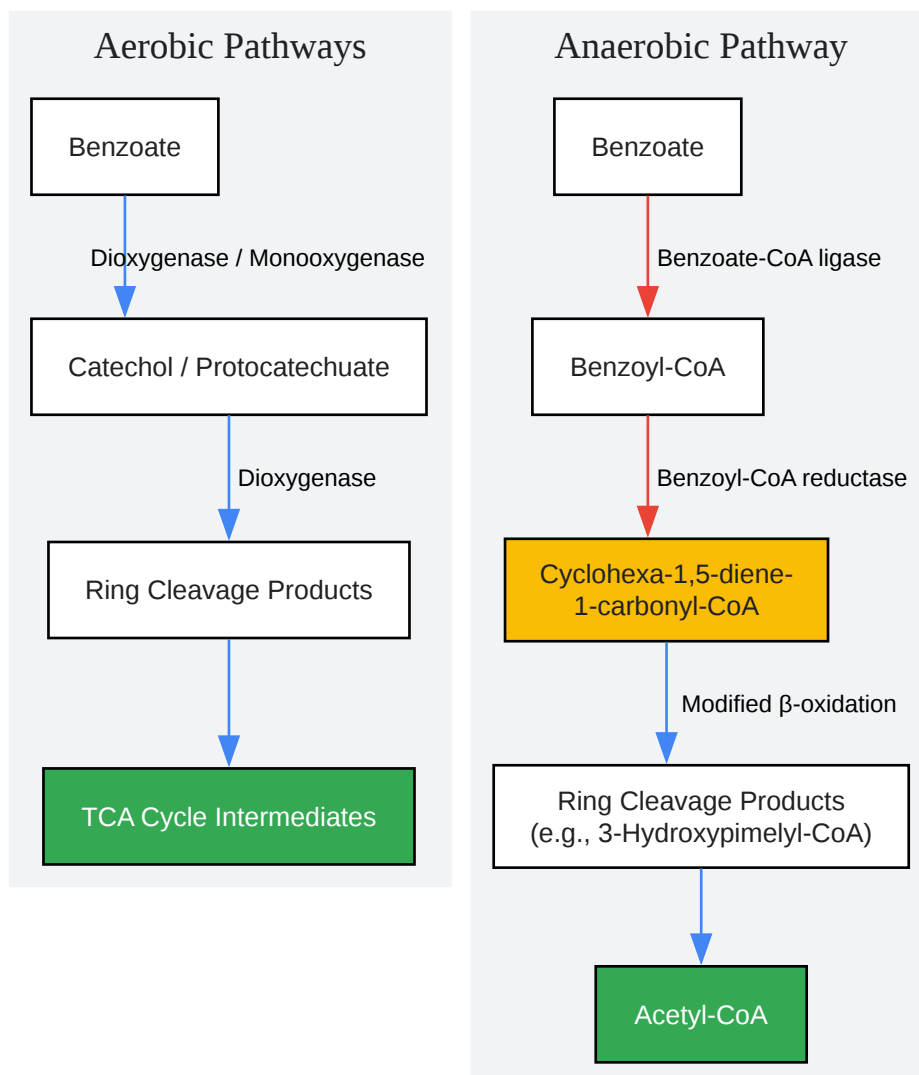 Aerobic Pathways
Benzoate
Dioxygenase / Monooxygenase
Catechol / Protocatechuate
Dioxygenase
Ring Cleavage Products
TCA Cycle Intermediates
Anaerobic Pathway
Benzoate
Benzoate-CoA ligase
Benzoyl-CoA
Benzoyl-CoA reductase
Cyclohexa-1,5-diene-
1-carbonyl-CoA
Modified β-oxidation
Ring Cleavage Products
(e.g., 3-Hydroxypimelyl-CoA)
Acetyl-CoA